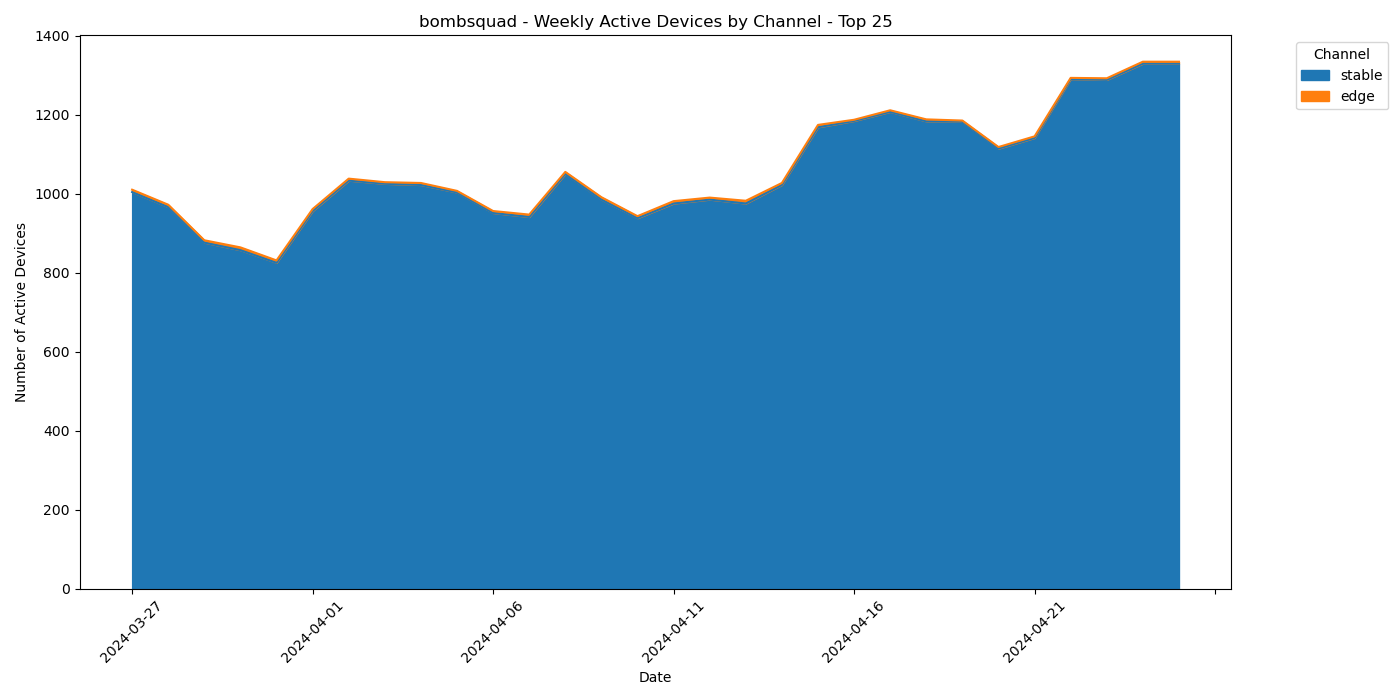 bombsquad - Weekly Active Devices by Channel - Top 25
Channel
stable
edge
Number of Active Devices
1400
1200
1000
800
600
400
200
0
2024-03-27
2024-04-01
2024-04-06
2024-04-11
2024-04-16
2024-04-21
Date